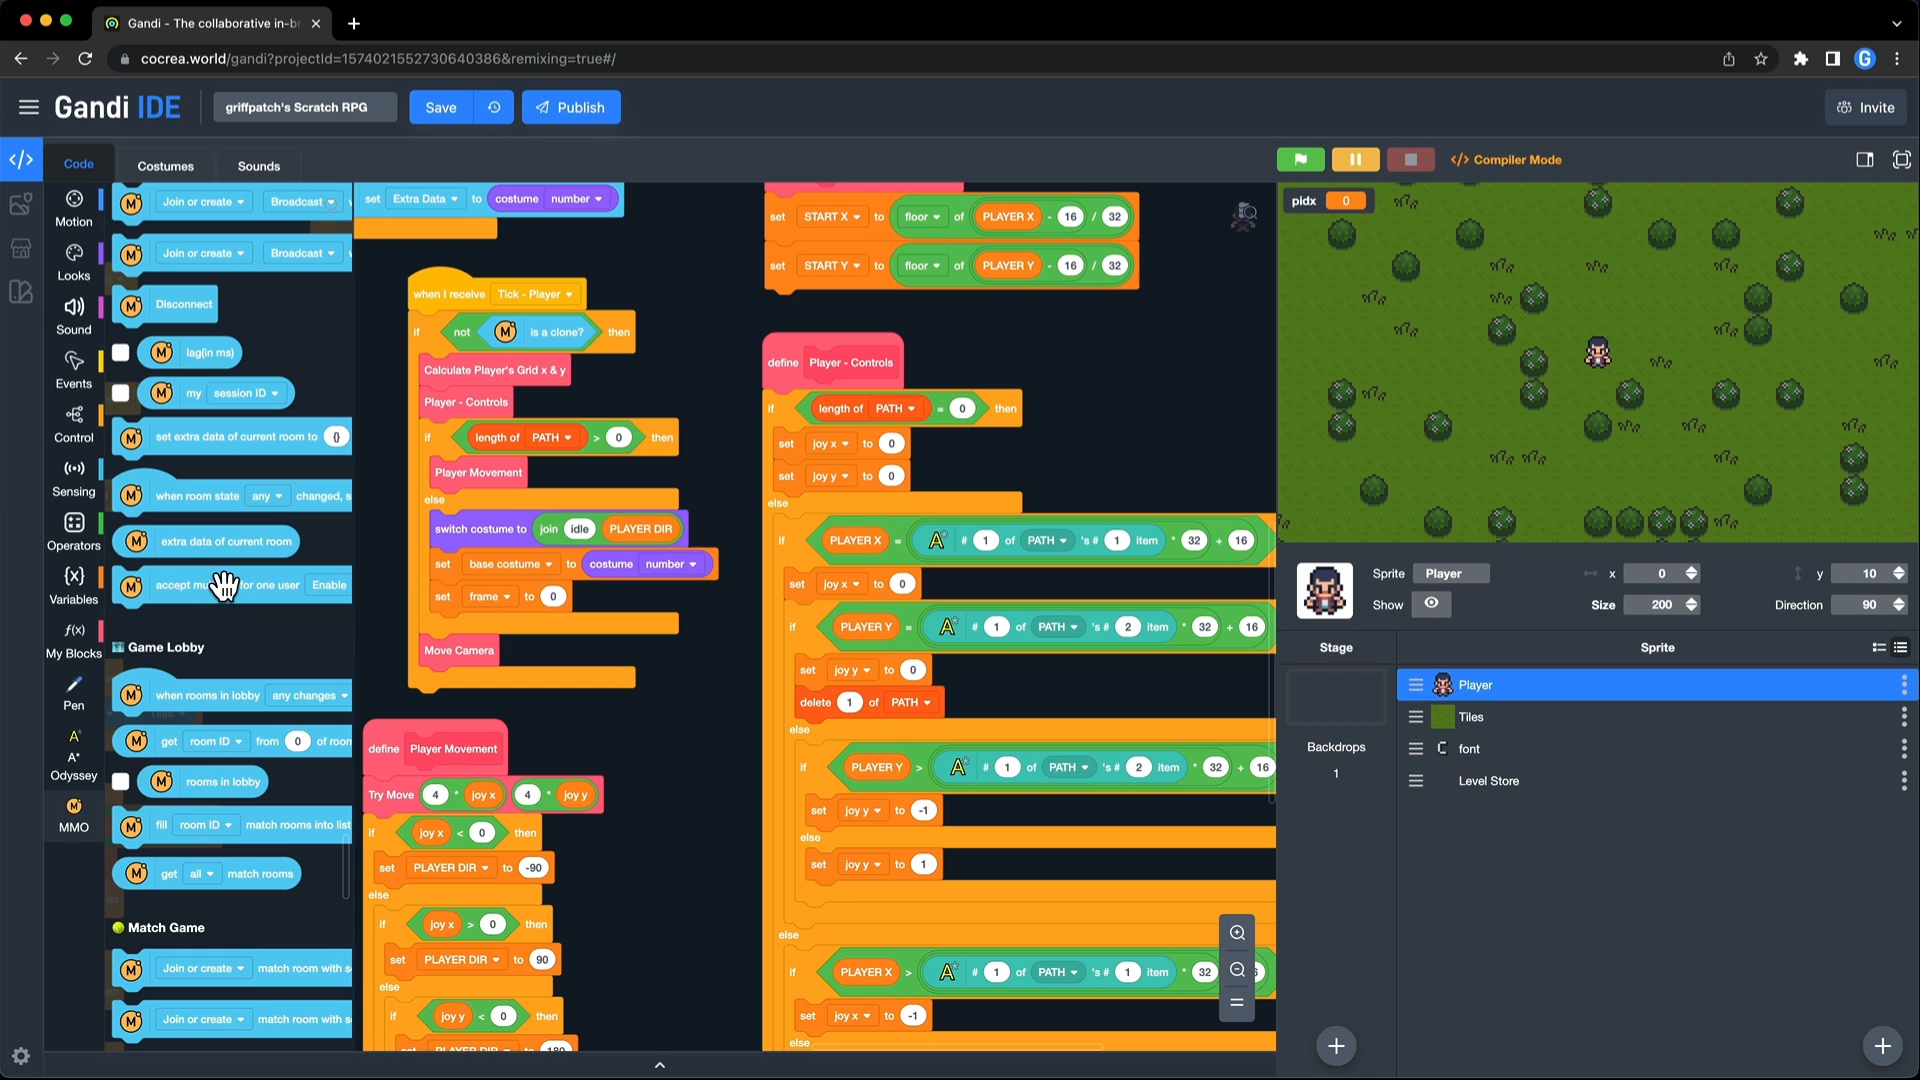 Gandi - The collaborative in-br
cocrea.world/gandi?projectId=1574021552730640386&remixing=true#/
G
Gandi IDE
griffpatch's Scratch RPG
Save
Publish
Invite
Code
Costumes
Sounds
Compiler Mode
Motion
Looks
Sound
Events
Control
Sensing
Operators
Variables
My Blocks
Pen
Odyssey
MMO
Join or create Broadcast
Join or create Broadcast
Disconnect
lag(in ms)
my session ID
set extra data of current room to {}
when room state any changed, s
extra data of current room
accept for one user Enable
Game Lobby
when rooms in lobby any changes
get room ID from 0 of room
rooms in lobby
fill room ID match rooms into list
get all match rooms
Match Game
Join or create match room with s
Join or create match room with s
set Extra Data to costume number
when I receive Tick - Player
if not is a clone? then
Calculate Player's Grid x & y
Player - Controls
if length of PATH > 0 then
Player Movement
else
switch costume to join idle PLAYER DIR
set base costume to costume number
set frame to 0
Move Camera
define Player Movement
Try Move 4 * joy x 4 * joy y
if joy x < 0 then
set PLAYER DIR to -90
else
if joy x > 0 then
set PLAYER DIR to 90
else
if joy y < 0 then
set PLAYER DIR to 180
set START X to floor of PLAYER X - 16 / 32
set START Y to floor of PLAYER Y - 16 / 32
define Player - Controls
if length of PATH = 0 then
set joy x to 0
set joy y to 0
else
if PLAYER X = # 1 of PATH 's # 1 item * 32 + 16
set joy x to 0
if PLAYER Y = # 1 of PATH 's # 2 item * 32 + 16
set joy y to 0
delete 1 of PATH
else
if PLAYER Y > # 1 of PATH 's # 2 item * 32 + 16
set joy y to -1
else
set joy y to 1
else
if PLAYER X > # 1 of PATH 's # 1 item * 32
set joy x to -1
else
pidx 0
Sprite Player x 0 y 10
Show Size 200 Direction 90
Stage
Sprite
Backdrops
1
Player
Tiles
font
Level Store